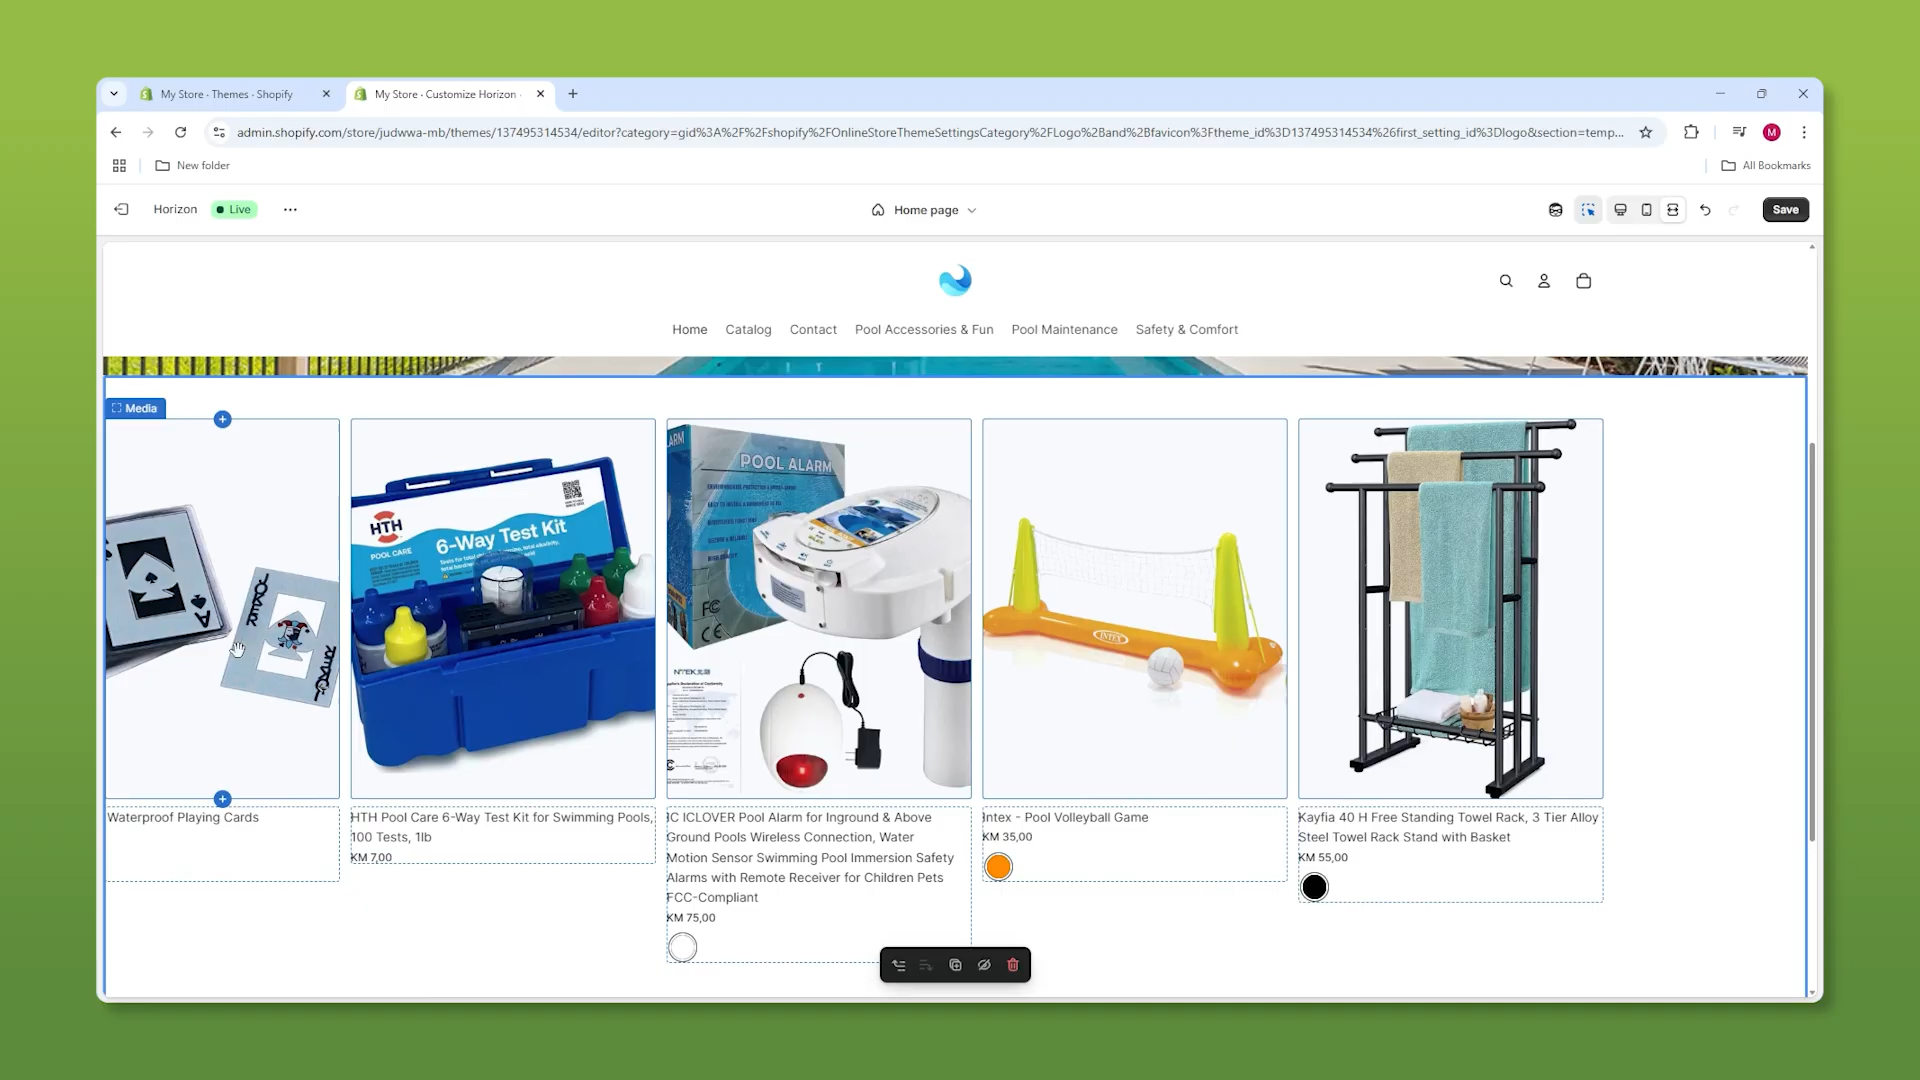 My Store · Themes · Shopify
My Store · Customize Horizon ·
admin.shopify.com/store/judwwa-mb/themes/137495314534/editor?category=gid%3A%2F%2Fshopify%2FOnlineStoreThemeSettingsCategory%2FLogo%2Band%2Bfavicon%3Ftheme_id%3D137495314534%26first_setting_id%3Dlogo&section=temp...
M
New folder
All Bookmarks
Horizon
Live
Home page
Save
Home
Catalog
Contact
Pool Accessories & Fun
Pool Maintenance
Safety & Comfort
Media
A
JOKER
JOKER
HTH
POOL CARE
6-Way Test Kit
ARM
POOL ALARM
FC
CE
NTEK
INTEX
Waterproof Playing Cards
HTH Pool Care 6-Way Test Kit for Swimming Pools,
100 Tests, 1lb
KM 7,00
IC ICLOVER Pool Alarm for Inground & Above
Ground Pools Wireless Connection, Water
Motion Sensor Swimming Pool Immersion Safety
Alarms with Remote Receiver for Children Pets
FCC-Compliant
KM 75,00
Intex - Pool Volleyball Game
KM 35,00
Kayfia 40 H Free Standing Towel Rack, 3 Tier Alloy
Steel Towel Rack Stand with Basket
KM 55,00